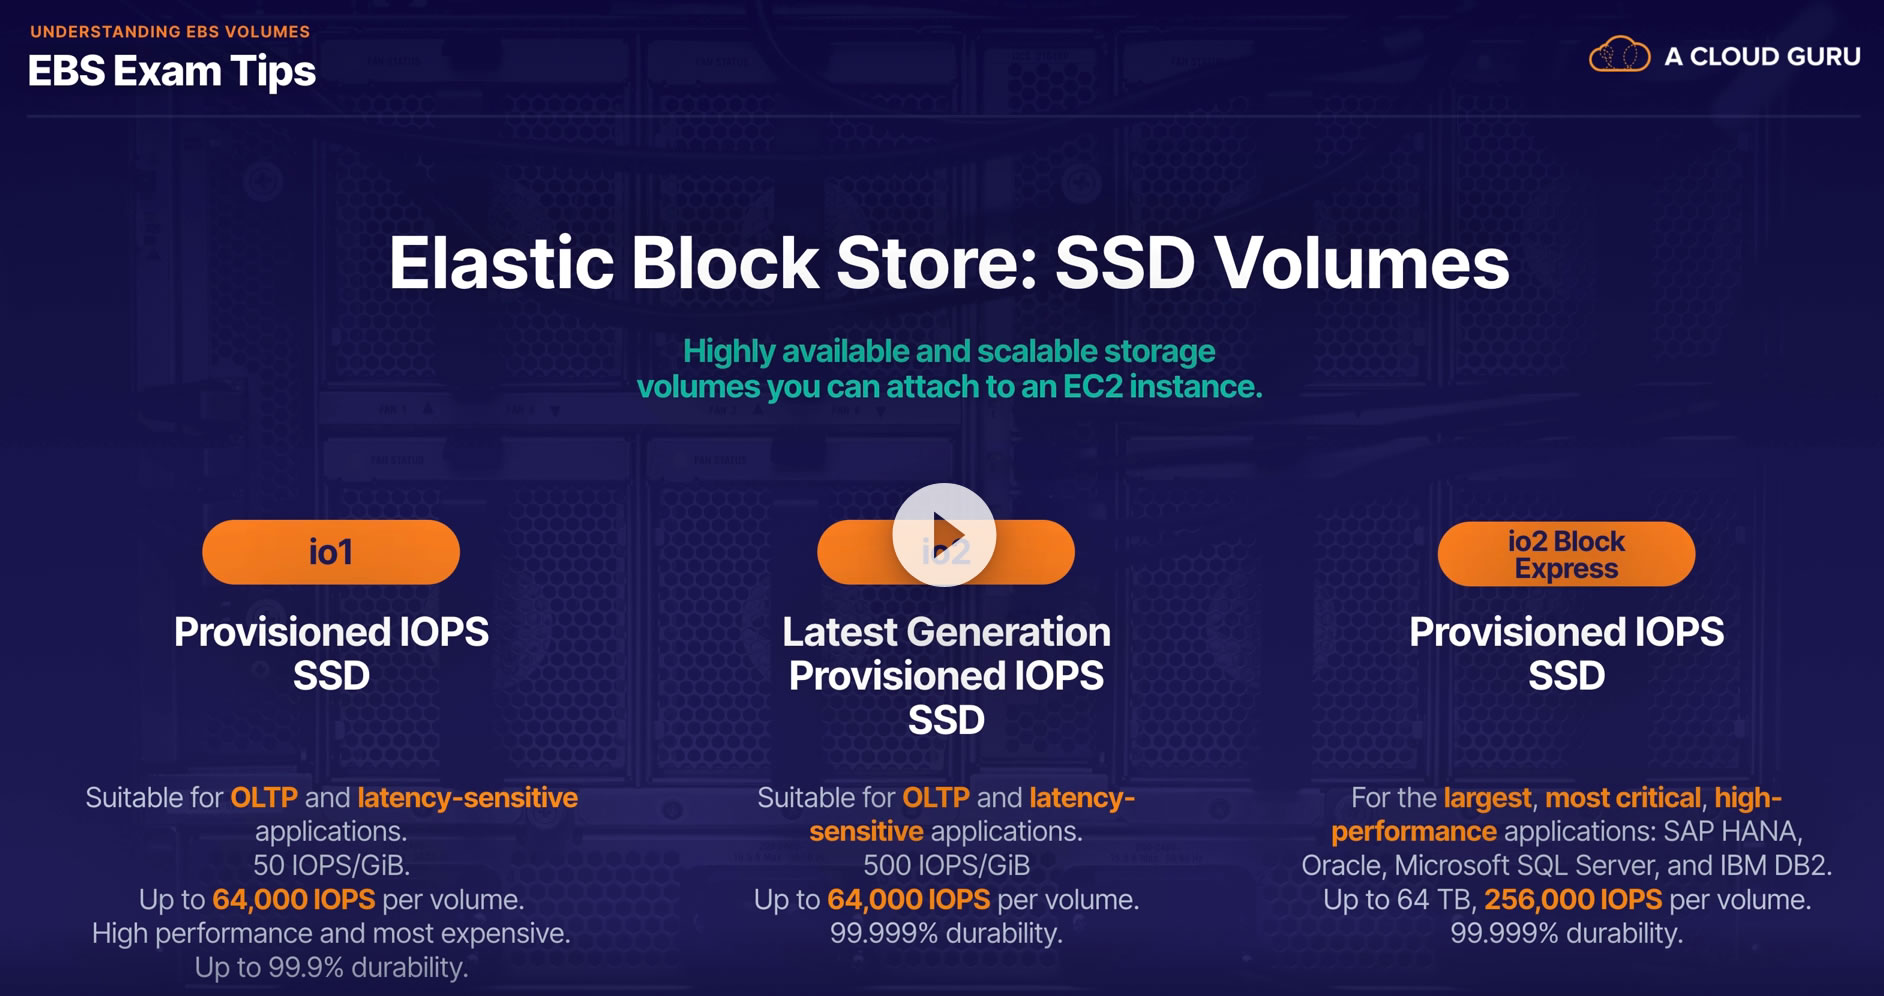 UNDERSTANDING EBS VOLUMES
EBS Exam Tips
A CLOUD GURU
Elastic Block Store: SSD Volumes
Highly available and scalable storage
volumes you can attach to an EC2 instance.
io1
Provisioned IOPS
SSD
Suitable for OLTP and latency-sensitive
applications.
50 IOPS/GiB.
Up to 64,000 IOPS per volume.
High performance and most expensive.
Up to 99.9% durability.
io2
Latest Generation
Provisioned IOPS
SSD
Suitable for OLTP and latency-
sensitive applications.
500 IOPS/GiB
Up to 64,000 IOPS per volume.
99.999% durability.
io2 Block
Express
Provisioned IOPS
SSD
For the largest, most critical, high-
performance applications: SAP HANA,
Oracle, Microsoft SQL Server, and IBM DB2.
Up to 64 TB, 256,000 IOPS per volume.
99.999% durability.